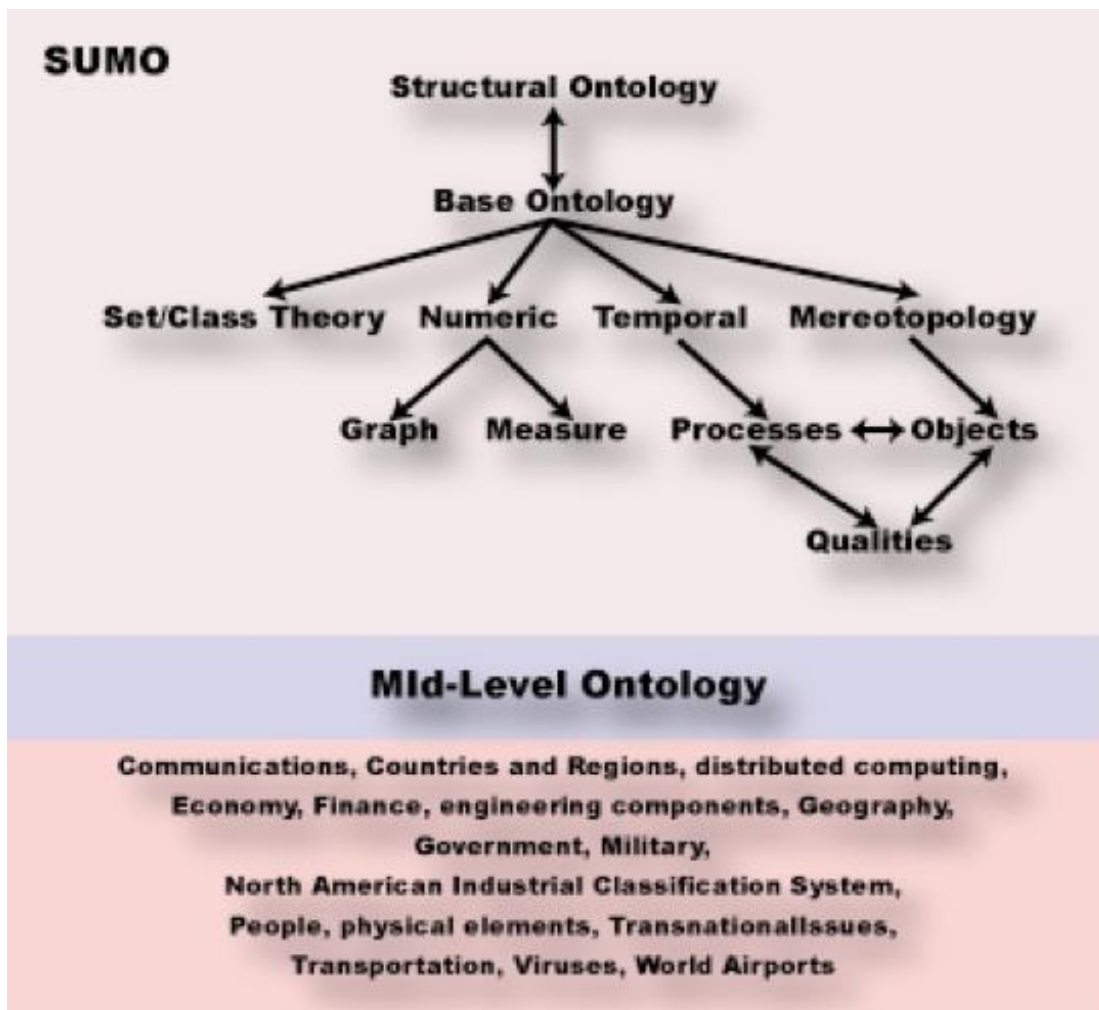 SUMO
Structural Ontology
Base Ontology
Set/Class Theory Numeric Temporal Mereotopology
Graph Measure Processes Objects
Qualities
MId-Level Ontology
Communications, Countries and Regions, distributed computing,
Economy, Finance, engineering components, Geography,
Government, Military,
North American Industrial Classification System,
People, physical elements, TransnationalIssues,
Transportation, Viruses, World Airports